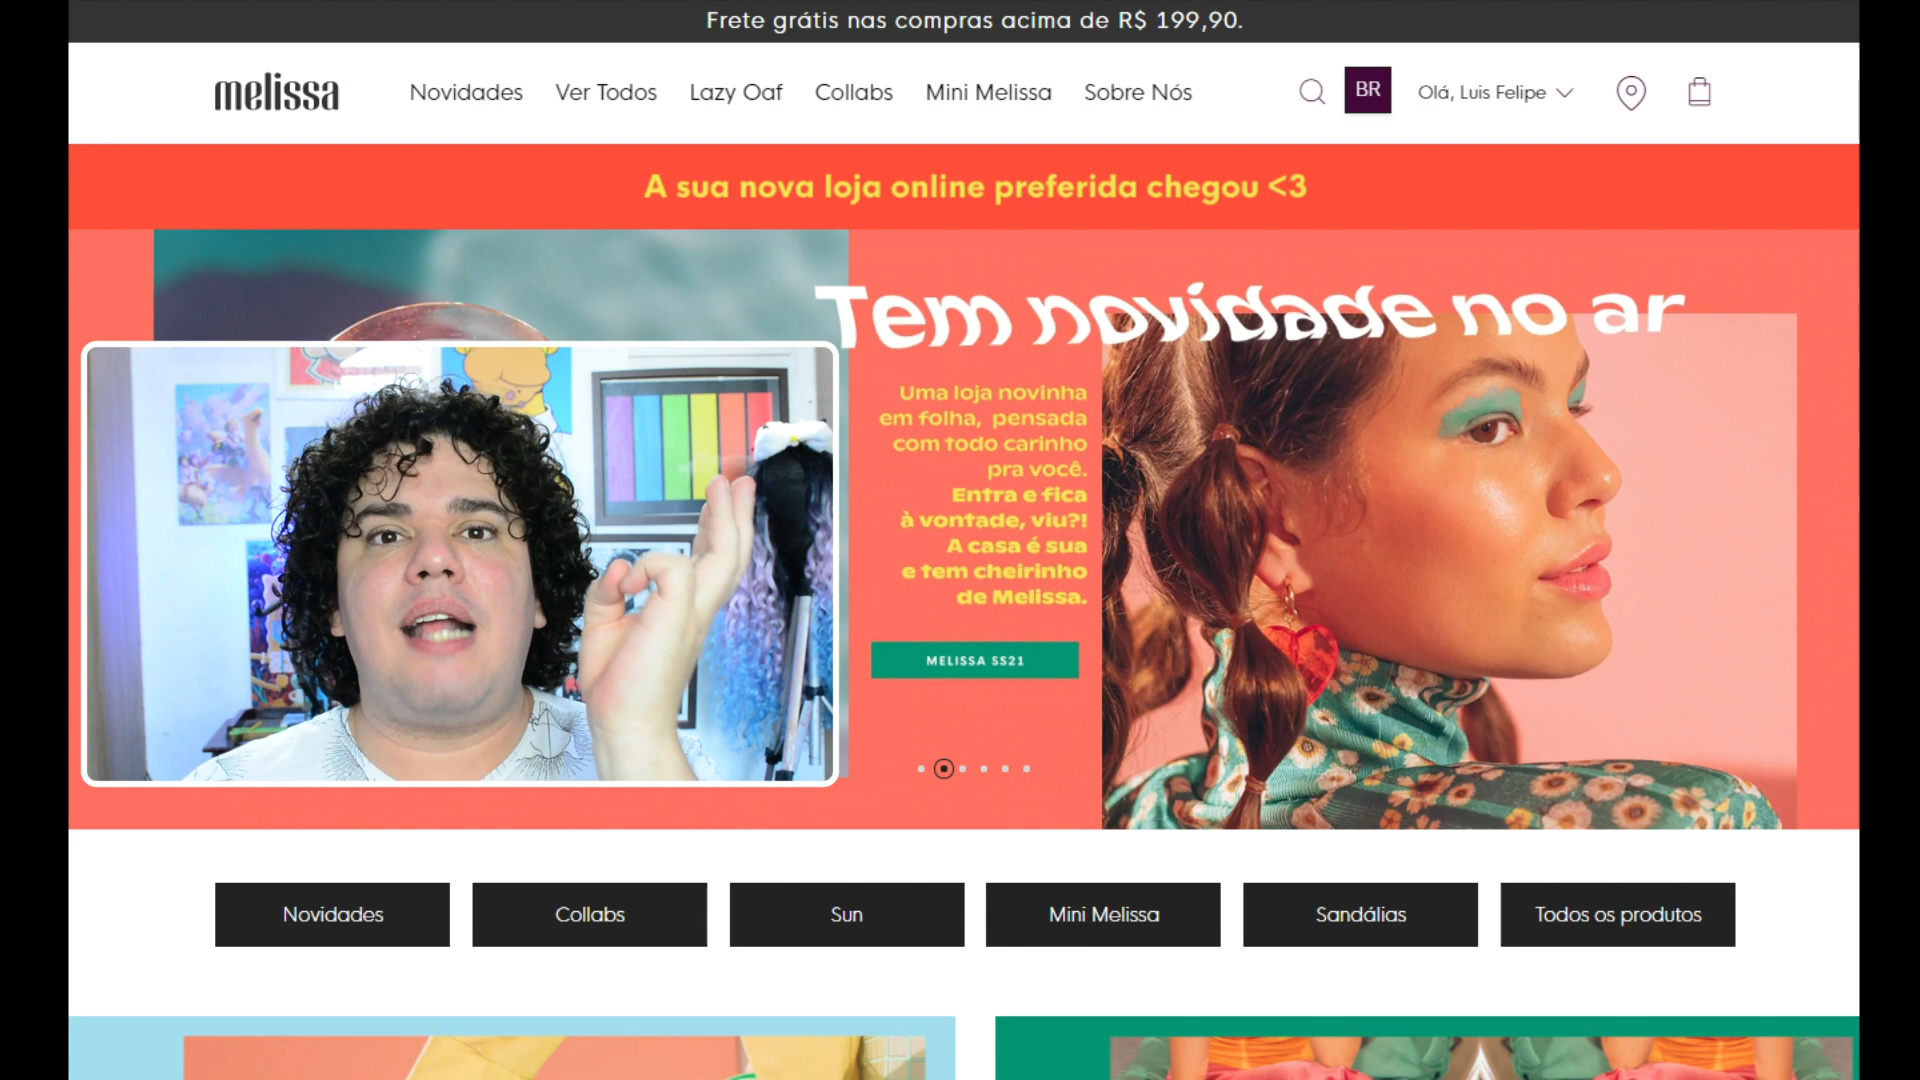 Frete grátis nas compras acima de R$ 199,90.
melissa
Novidades
Ver Todos
Lazy Oaf
Collabs
Mini Melissa
Sobre Nós
BR
Olá, Luis Felipe
A sua nova loja online preferida chegou <3
Tem novidade no ar
Uma loja novinha
em folha, pensada
com todo carinho
pra você.
Entra e fica
à vontade, viu?!
A casa é sua
e tem cheirinho
de Melissa.
MELISSA SS21
Novidades
Collabs
Sun
Mini Melissa
Sandálias
Todos os produtos